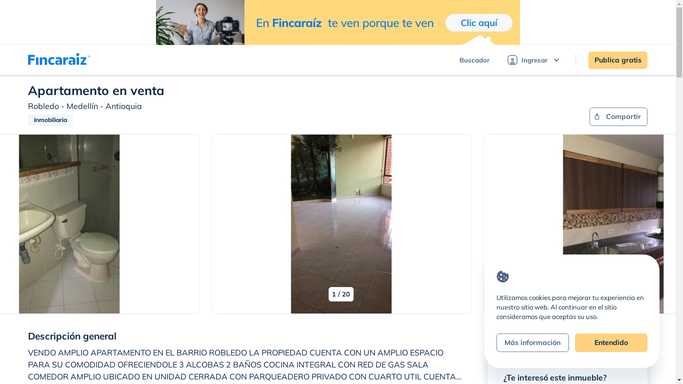 En Fincaraíz te ven porque te ven
Clic aquí
Fincaraiz
Buscador
Ingresar
Publica gratis
Apartamento en venta
Robledo - Medellín - Antioquia
Inmobiliaria
Compartir
1 / 20
Utilizamos cookies para mejorar tu experiencia en
nuestro sitio web. Al continuar en el sitio
consideramos que aceptas su uso.
Más información
Entendido
Descripción general
VENDO AMPLIO APARTAMENTO EN EL BARRIO ROBLEDO LA PROPIEDAD CUENTA CON UN AMPLIO ESPACIO
PARA SU COMODIDAD OFRECIENDOLE 3 ALCOBAS 2 BAÑOS COCINA INTEGRAL CON RED DE GAS SALA
COMEDOR AMPLIO UBICADO EN UNIDAD CERRADA CON PARQUEADERO PRIVADO CON CUARTO UTIL CUENTA...
¿Te interesó este inmueble?